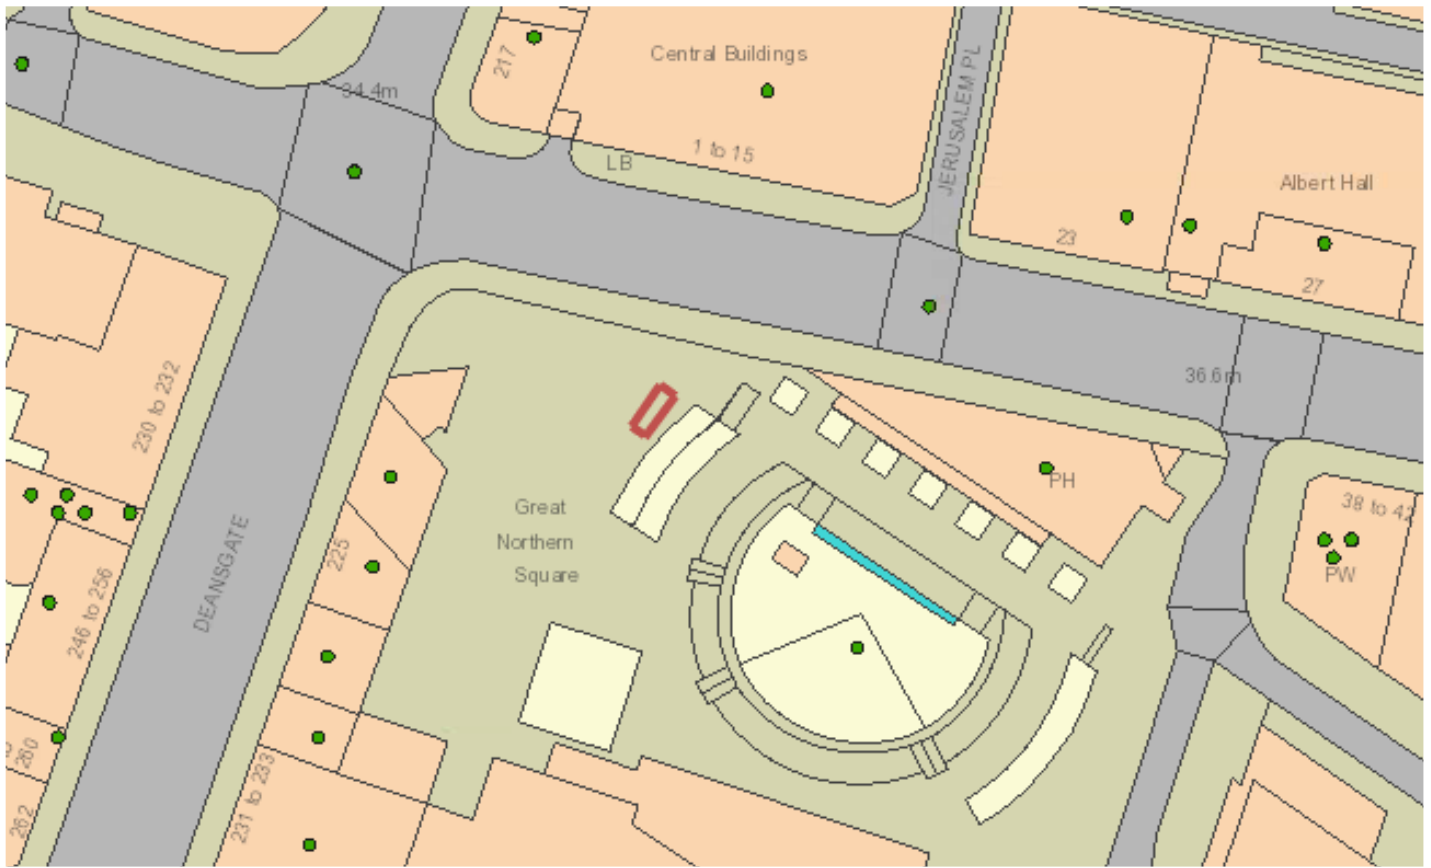 217
Central Buildings
34.4m
LB
1 to 15
JERUSALEM PL
Albert Hall
23
27
36.6m
230 to 232
PH
38 to 42
PW
Great
Northern
Square
225
DEANSGATE
246 to 256
260
231 to 233
262